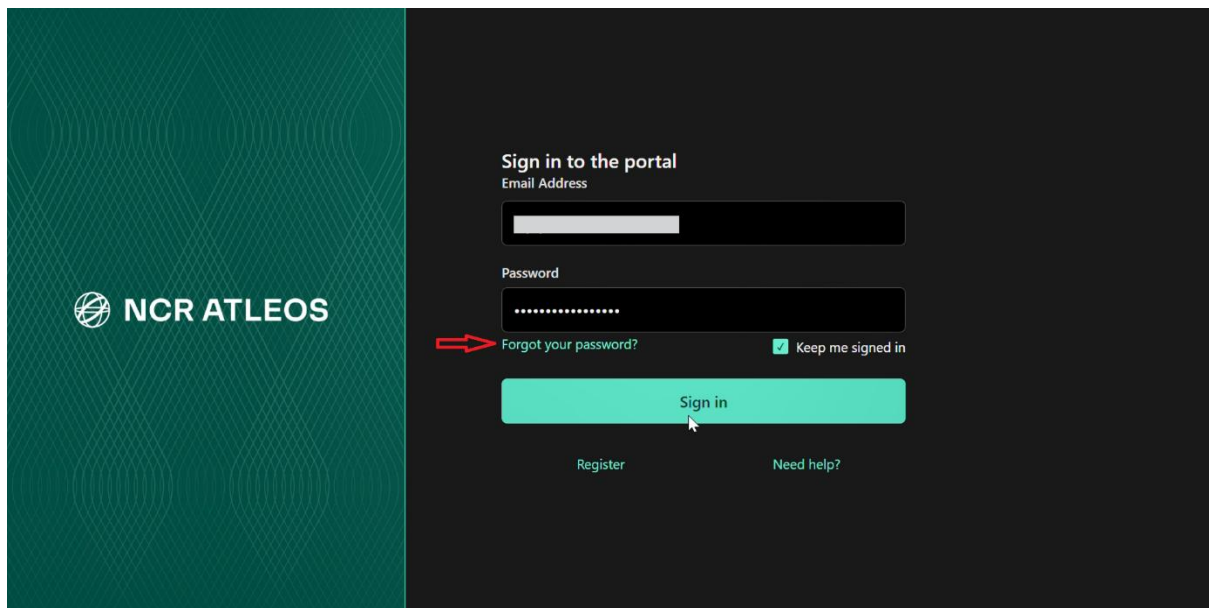 NCR ATLEOS
Sign in to the portal
Email Address
Password
•••••••••••••••••
Forgot your password?
Keep me signed in
Sign in
Register
Need help?